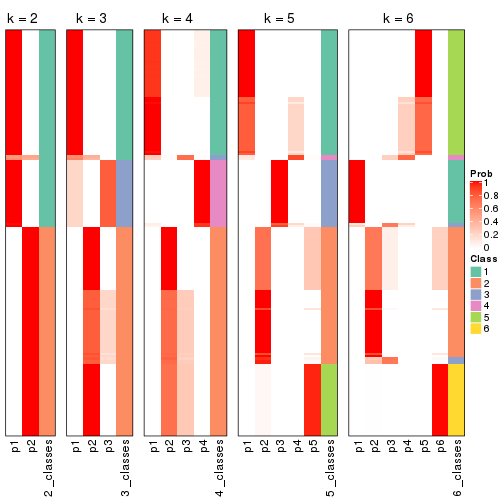 k = 2
k = 3
k = 4
k = 5
k = 6
Prob
1
0.8
0.6
0.4
0.2
0
Class
1
2
3
4
5
6
p1
p2
2_classes
p1
p2
p3
3_classes
p1
p2
p3
p4
4_classes
p1
p2
p3
p4
p5
5_classes
p1
p2
p3
p4
p5
p6
6_classes